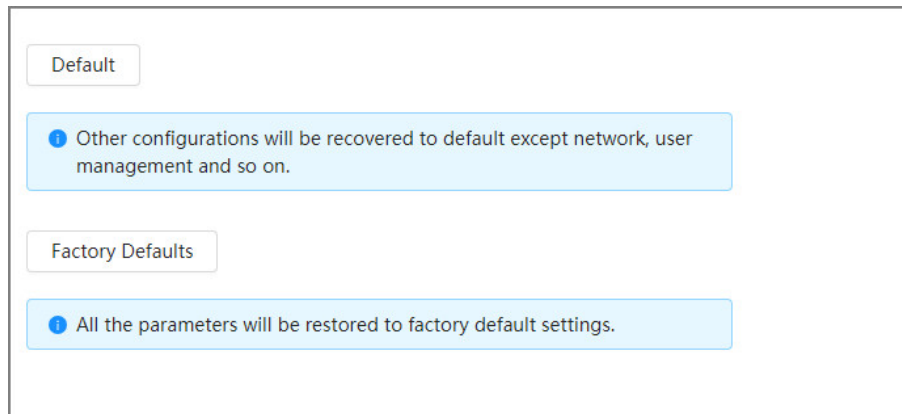 Default
Other configurations will be recovered to default except network, user
management and so on.
Factory Defaults
All the parameters will be restored to factory default settings.